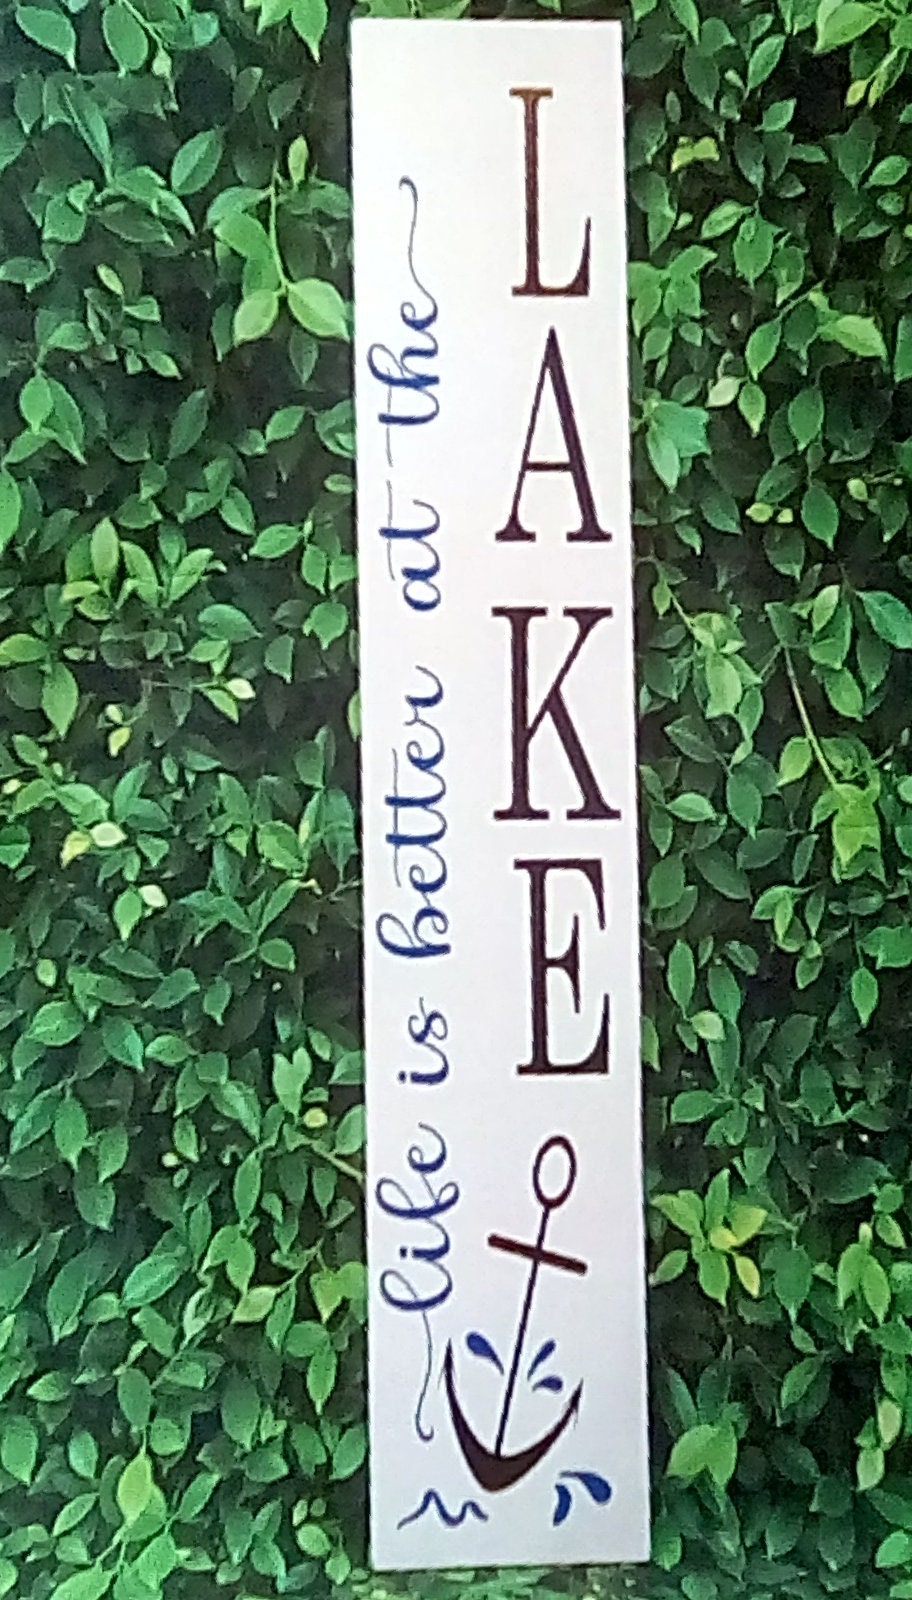 life is better at the
LAKE